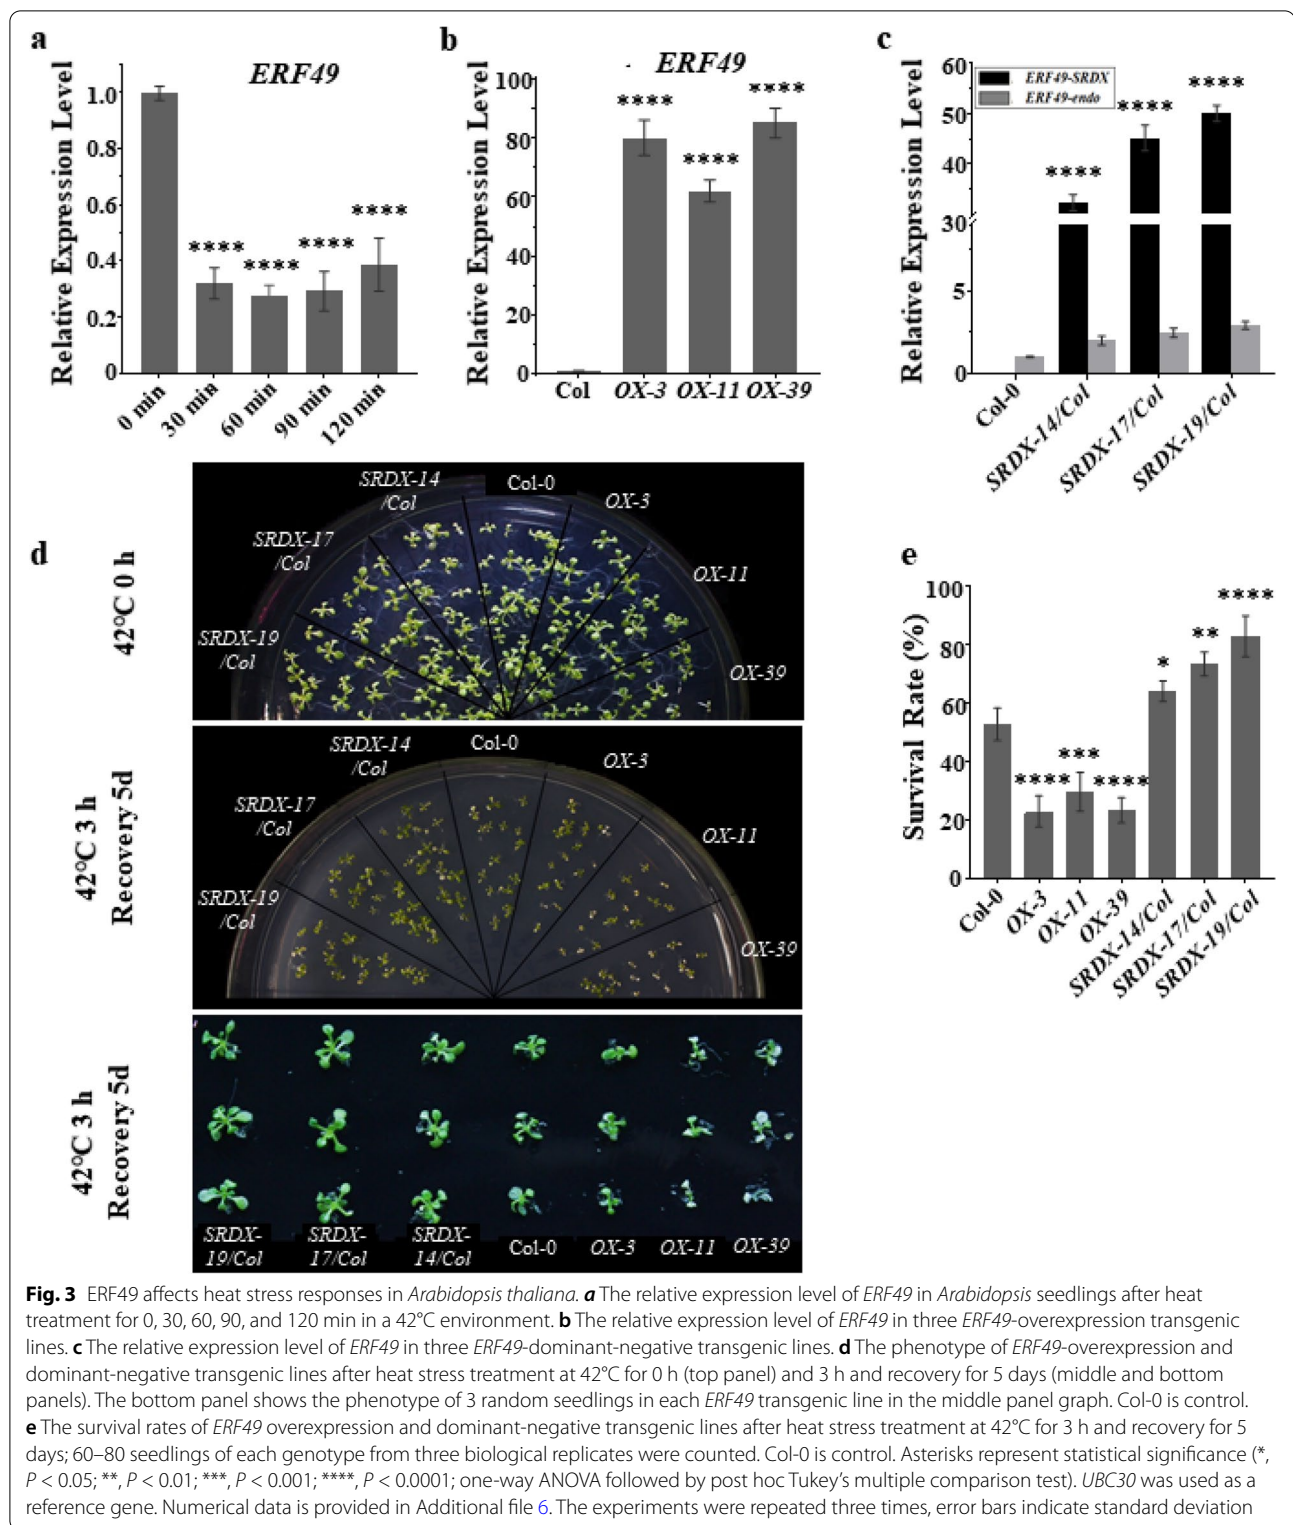 a
ERF49
Relative Expression Level
1.0
0.8
0.6
0.4
0.2
0
****
****
****
****
0 min
30 min
60 min
90 min
120 min
b
ERF49
Relative Expression Level
100
80
60
40
20
0
****
****
****
Col
OX-3
OX-11
OX-39
c
Relative Expression Level
60
50
40
30
5
0
ERF49-SRDX
ERF49-endo
****
****
****
Col-0
SRDX-14/Col
SRDX-17/Col
SRDX-19/Col
d
42°C 0 h
SRDX-19
/Col
SRDX-17
/Col
SRDX-14
/Col
Col-0
OX-3
OX-11
OX-39
42°C 3 h
Recovery 5d
SRDX-19
/Col
SRDX-17
/Col
SRDX-14
/Col
Col-0
OX-3
OX-11
OX-39
42°C 3 h
Recovery 5d
SRDX-
19/Col
SRDX-
17/Col
SRDX-
14/Col
Col-0
OX-3
OX-11
OX-39
e
Survival Rate (%)
100
80
60
40
20
0
****
***
****
*
**
****
Col-0
OX-3
OX-11
OX-39
SRDX-14/Col
SRDX-17/Col
SRDX-19/Col
Fig. 3 ERF49 affects heat stress responses in Arabidopsis thaliana. a The relative expression level of ERF49 in Arabidopsis seedlings after heat
treatment for 0, 30, 60, 90, and 120 min in a 42°C environment. b The relative expression level of ERF49 in three ERF49-overexpression transgenic
lines. c The relative expression level of ERF49 in three ERF49-dominant-negative transgenic lines. d The phenotype of ERF49-overexpression and
dominant-negative transgenic lines after heat stress treatment at 42°C for 0 h (top panel) and 3 h and recovery for 5 days (middle and bottom
panels). The bottom panel shows the phenotype of 3 random seedlings in each ERF49 transgenic line in the middle panel graph. Col-0 is control.
e The survival rates of ERF49 overexpression and dominant-negative transgenic lines after heat stress treatment at 42°C for 3 h and recovery for 5
days; 60–80 seedlings of each genotype from three biological replicates were counted. Col-0 is control. Asterisks represent statistical significance (*,
P < 0.05; **, P < 0.01; ***, P < 0.001; ****, P < 0.0001; one-way ANOVA followed by post hoc Tukey's multiple comparison test). UBC30 was used as a
reference gene. Numerical data is provided in Additional file 6. The experiments were repeated three times, error bars indicate standard deviation